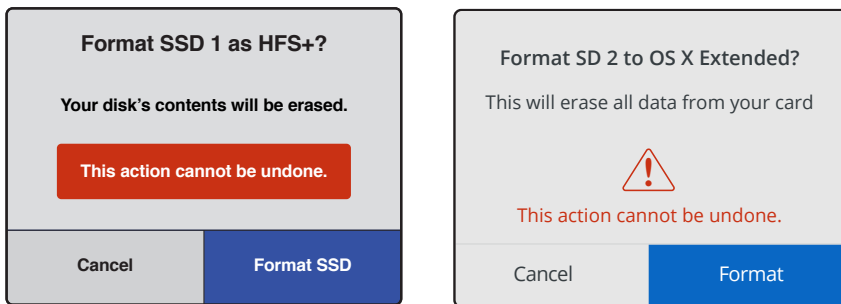 Format SSD 1 as HFS+?
Your disk's contents will be erased.
This action cannot be undone.
Cancel
Format SSD
Format SD 2 to OS X Extended?
This will erase all data from your card
This action cannot be undone.
Cancel
Format